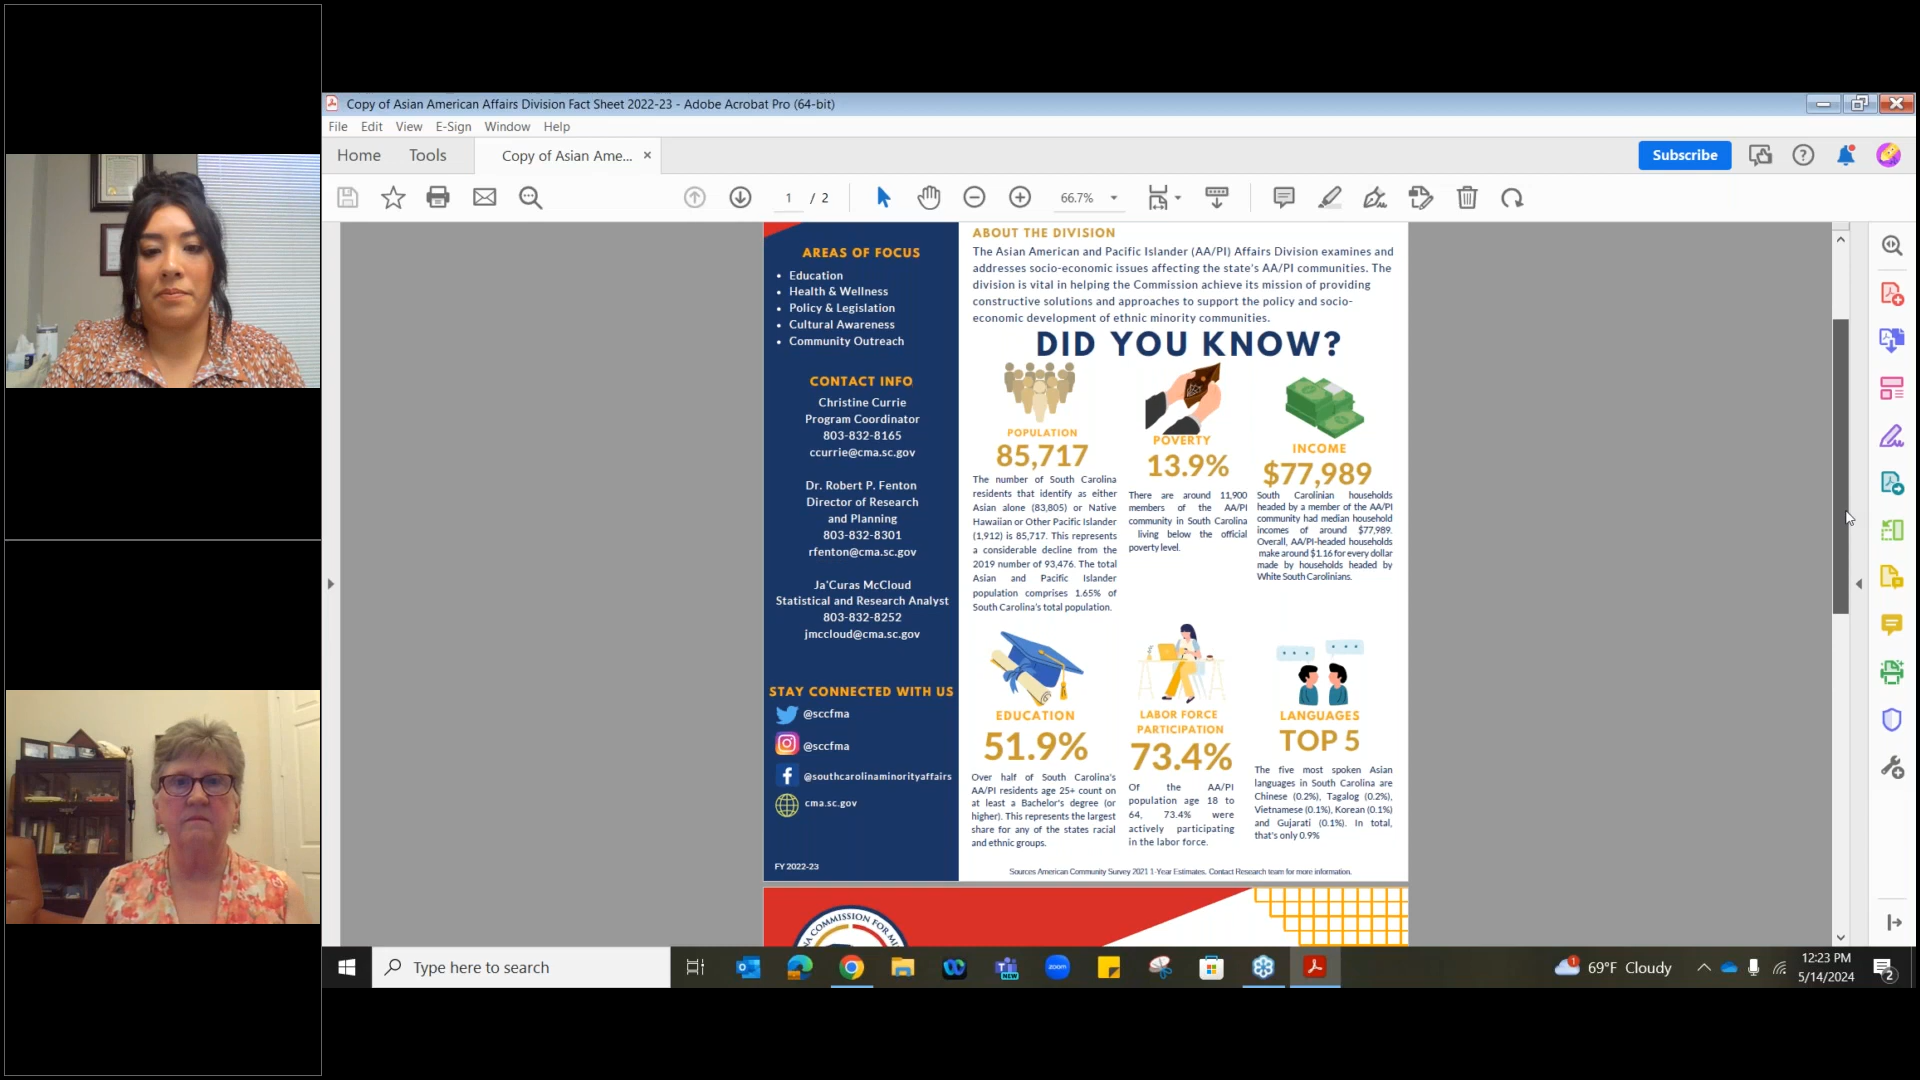 Copy of Asian American Affairs Division Fact Sheet 2022-23 - Adobe Acrobat Pro (64-bit)
File Edit View E-Sign Window Help
Home Tools Copy of Asian Ame... ×
Subscribe
1 / 2
66.7%
AREAS OF FOCUS
• Education
• Health & Wellness
• Policy & Legislation
• Cultural Awareness
• Community Outreach
CONTACT INFO
Christine Currie
Program Coordinator
803-832-8165
ccurrie@cma.sc.gov
Dr. Robert P. Fenton
Director of Research
and Planning
803-832-8301
rfenton@cma.sc.gov
Ja'Curas McCloud
Statistical and Research Analyst
803-832-8252
jmccloud@cma.sc.gov
STAY CONNECTED WITH US
@sccfma
@sccfma
@southcarolinaminorityaffairs
cma.sc.gov
FY 2022-23
ABOUT THE DIVISION
The Asian American and Pacific Islander (AA/PI) Affairs Division examines and
addresses socio-economic issues affecting the state's AA/PI communities. The
division is vital in helping the Commission achieve its mission of providing
constructive solutions and approaches to support the policy and socio-
economic development of ethnic minority communities.
DID YOU KNOW?
POPULATION
85,717
The number of South Carolina
residents that identify as either
Asian alone (83,805) or Native
Hawaiian or Other Pacific Islander
(1,912) is 85,717. This represents
a considerable decline from the
2019 number of 93,476. The total
Asian and Pacific Islander
population comprises 1.65% of
South Carolina's total population.
POVERTY
13.9%
There are around 11,900
members of the AA/PI
community in South Carolina
living below the official
poverty level.
INCOME
$77,989
South Carolinian households
headed by a member of the AA/PI
community had median household
incomes of around $77,989.
Overall, AA/PI-headed households
make around $1.16 for every dollar
made by households headed by
White South Carolinians.
EDUCATION
51.9%
Over half of South Carolina's
AA/PI residents age 25+ count on
at least a Bachelor's degree (or
higher). This represents the largest
share for any of the states racial
and ethnic groups.
LABOR FORCE
PARTICIPATION
73.4%
Of the AA/PI
population age 18 to
64, 73.4% were
actively participating
in the labor force.
LANGUAGES
TOP 5
The five most spoken Asian
languages in South Carolina are
Chinese (0.2%), Tagalog (0.2%),
Vietnamese (0.1%), Korean (0.1%)
and Gujarati (0.1%). In total,
that's only 0.9%
Sources American Community Survey 2021 1-Year Estimates. Contact Research team for more information.
COMMISSION FOR
Type here to search
NEW
zoom
1
69°F Cloudy
12:23 PM
5/14/2024
2